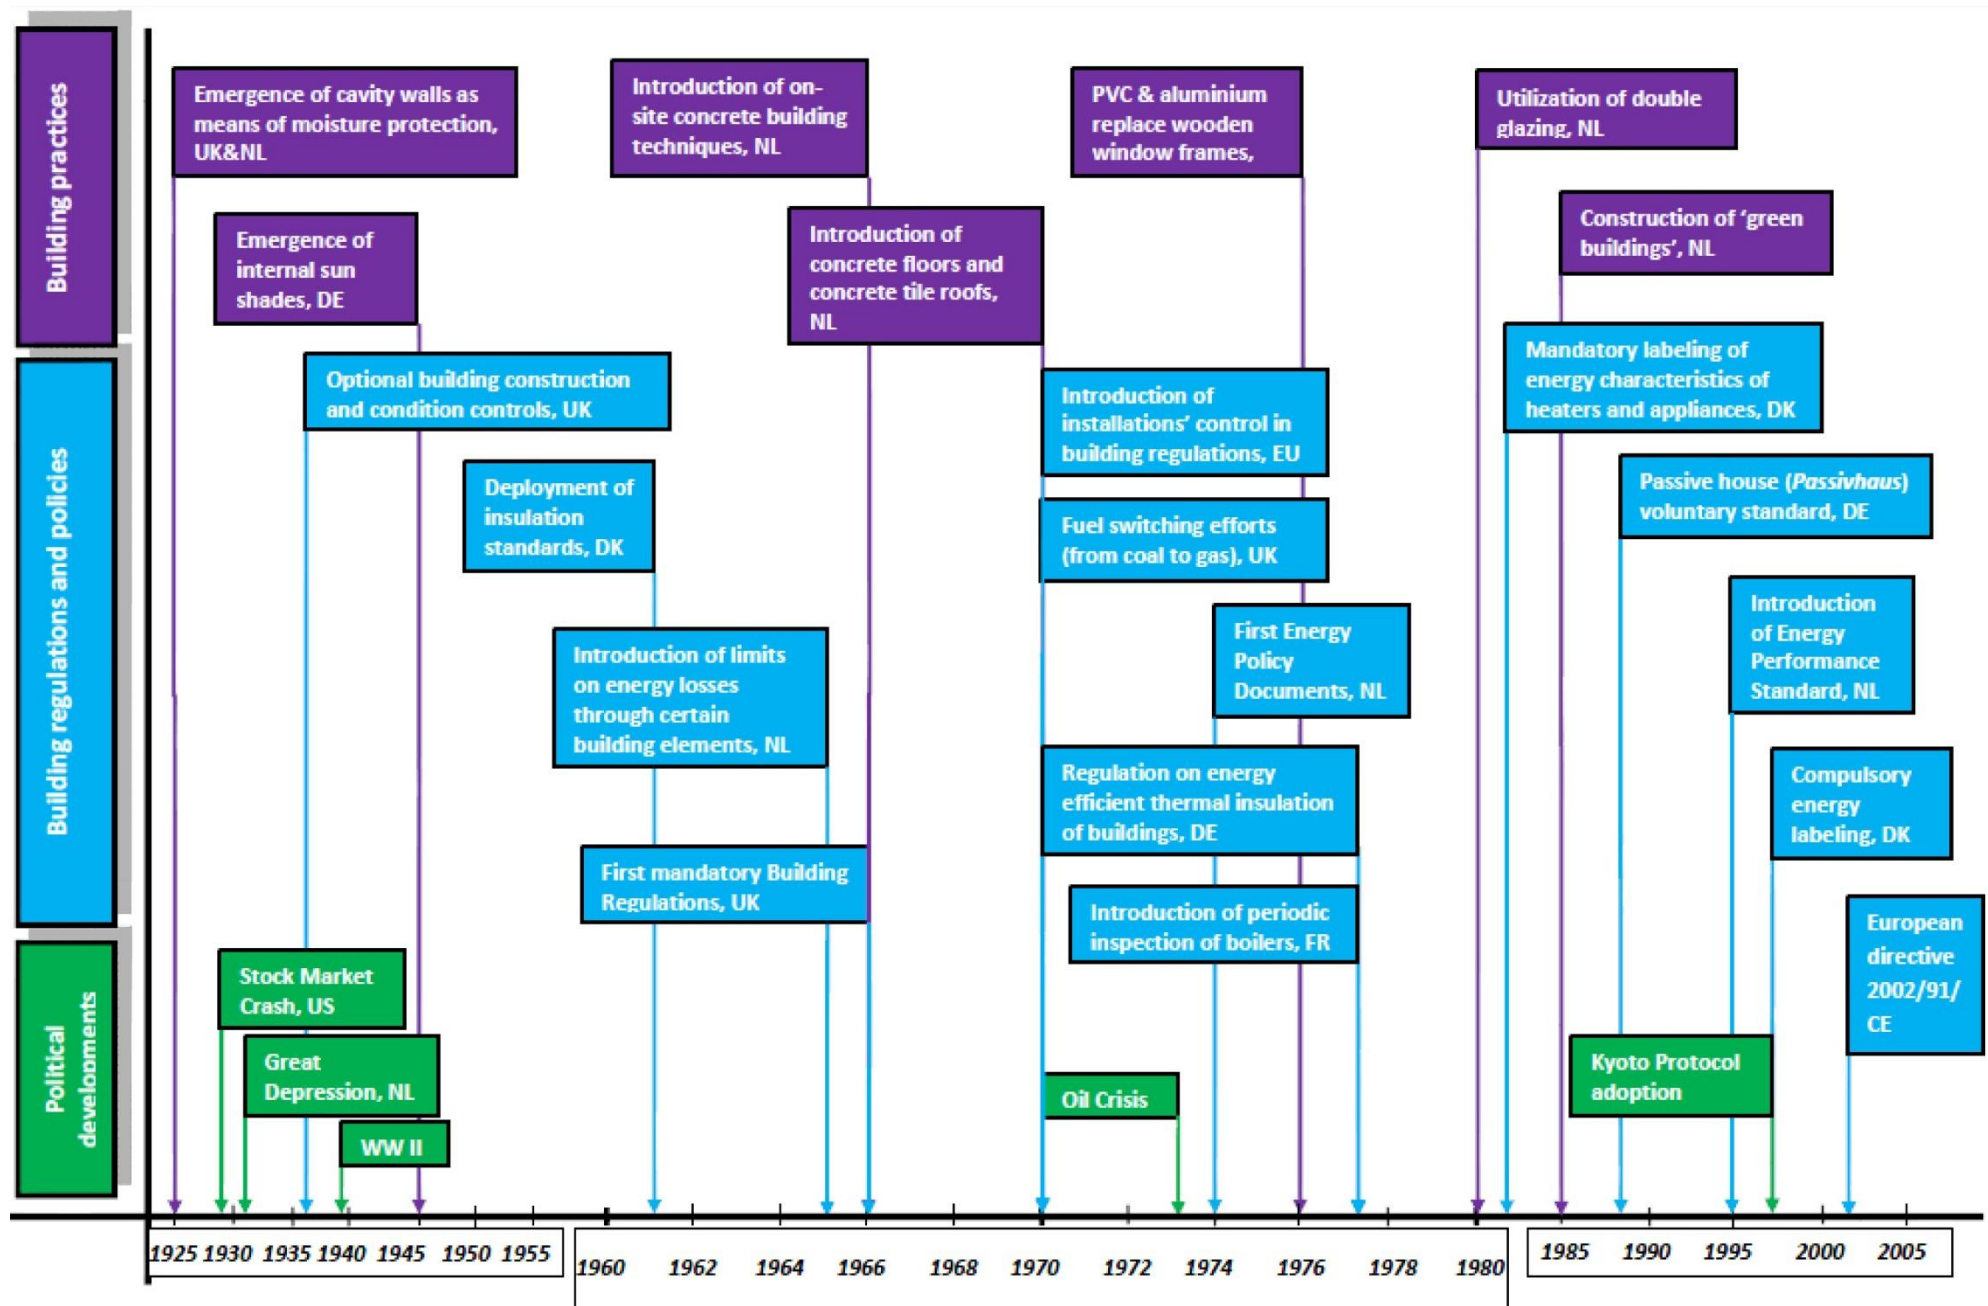 Building practices
Emergence of cavity walls as
means of moisture protection,
UK&NL
Introduction of on-
site concrete building
techniques, NL
PVC & aluminium
replace wooden
window frames,
Utilization of double
glazing, NL
Emergence of
internal sun
shades, DE
Introduction of
concrete floors and
concrete tile roofs,
NL
Construction of ‘green
buildings’, NL
Building regulations and policies
Optional building construction
and condition controls, UK
Introduction of
installations’ control in
building regulations, EU
Mandatory labeling of
energy characteristics of
heaters and appliances, DK
Deployment of
insulation
standards, DK
Fuel switching efforts
(from coal to gas), UK
Passive house (Passivhaus)
voluntary standard, DE
Introduction of limits
on energy losses
through certain
building elements, NL
First Energy
Policy
Documents, NL
Introduction
of Energy
Performance
Standard, NL
Regulation on energy
efficient thermal insulation
of buildings, DE
Compulsory
energy
labeling, DK
First mandatory Building
Regulations, UK
Introduction of periodic
inspection of boilers, FR
European
directive
2002/91/
CE
Political
developments
Stock Market
Crash, US
Great
Depression, NL
WW II
Oil Crisis
Kyoto Protocol
adoption
1925 1930 1935 1940 1945 1950 1955
1960 1962 1964 1966 1968 1970 1972 1974 1976 1978 1980
1985 1990 1995 2000 2005